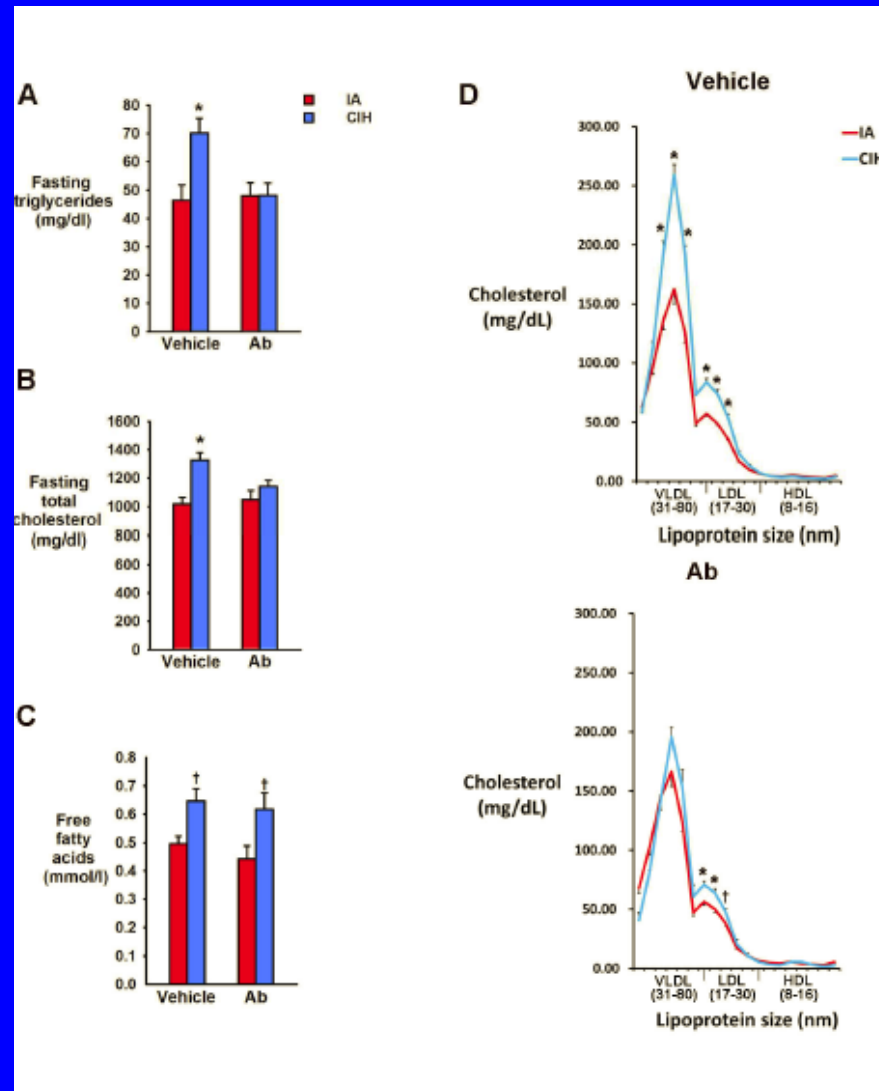 A
IA
CIH
*
80
70
60
50
40
30
20
10
0
Fasting
triglycerides
(mg/dl)
Vehicle Ab
B
1600
1400
1200
1000
800
600
400
200
0
*
Fasting
total
cholesterol
(mg/dl)
Vehicle Ab
C
0.8
0.7
0.6
0.5
0.4
0.3
0.2
0.1
0.0
† †
Free
fatty
acids
(mmol/l)
Vehicle Ab
D
Vehicle
IA
CIH
300.00
250.00
200.00
150.00
100.00
50.00
0.00
*
* *
* * *
Cholesterol
(mg/dL)
VLDL LDL HDL
(31-80) (17-30) (8-16)
Lipoprotein size (nm)
Ab
300.00
250.00
200.00
150.00
100.00
50.00
0.00
* * †
Cholesterol
(mg/dL)
VLDL LDL HDL
(31-80) (17-30) (8-16)
Lipoprotein size (nm)